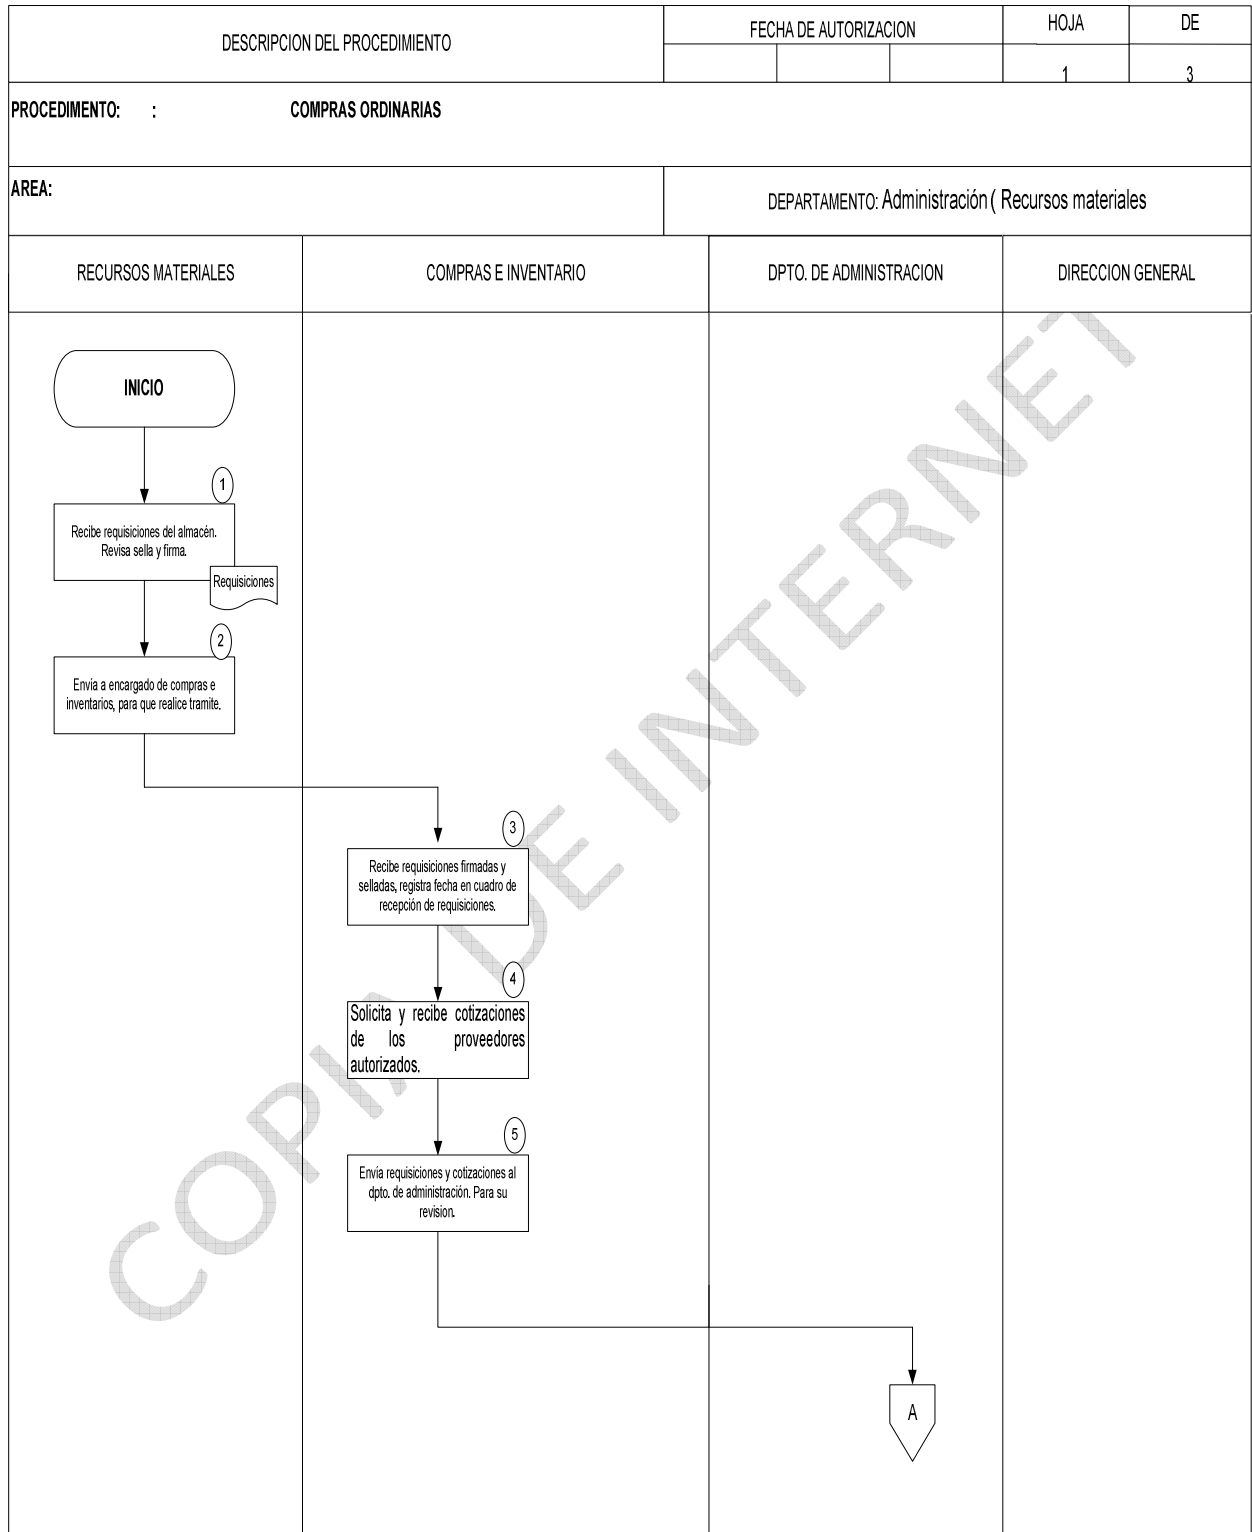 DESCRIPCION DEL PROCEDIMIENTO
FECHA DE AUTORIZACION
HOJA
DE
1
3
PROCEDIMENTO: :
COMPRAS ORDINARIAS
AREA:
DEPARTAMENTO: Administración ( Recursos materiales
RECURSOS MATERIALES
COMPRAS E INVENTARIO
DPTO. DE ADMINISTRACION
DIRECCION GENERAL
INICIO
1
Recibe requisiciones del almacén.
Revisa sella y firma.
Requisiciones
2
Envia a encargado de compras e
inventarios, para que realice tramite.
3
Recibe requisiciones firmadas y
selladas, registra fecha en cuadro de
recepción de requisiciones.
4
Solicita y recibe cotizaciones
de los proveedores
autorizados.
5
Envía requisiciones y cotizaciones al
dpto. de administración. Para su
revision.
A
COPIA DE INTERNET